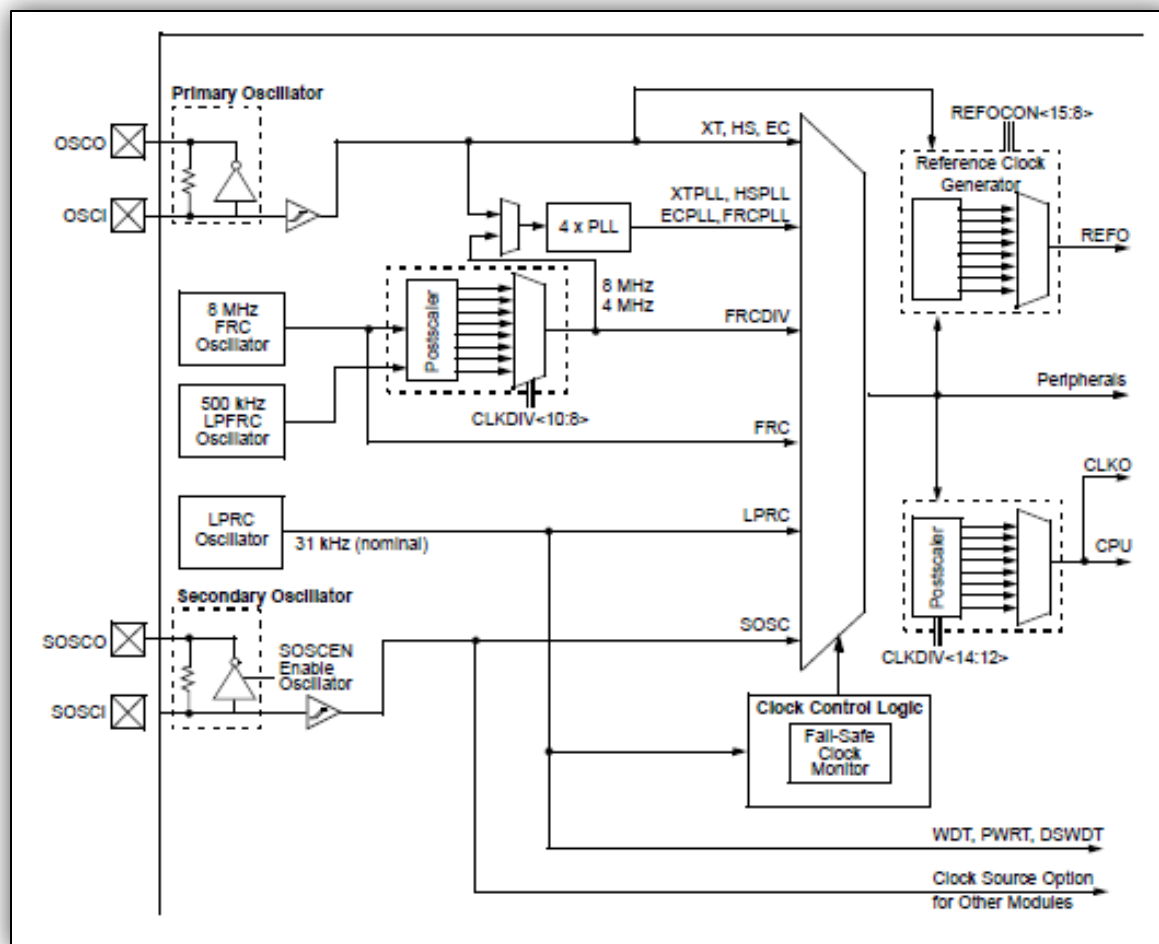 Primary Oscillator
OSCO
OSCI
XT, HS, EC
REFOCON<15:8>
Reference Clock
Generator
REFO
XTPLL, HSPLL
ECPLL, FRCPLL
4 x PLL
8 MHz
4 MHz
8 MHz
FRC
Oscillator
Postscaler
FRCDIV
Peripherals
500 kHz
LPFRC
Oscillator
CLKDIV<10:8>
FRC
CLKO
LPRC
Oscillator
31 kHz (nominal)
LPRC
Postscaler
CPU
Secondary Oscillator
SOSCO
SOSCI
SOSCEN
Enable
Oscillator
SOSC
CLKDIV<14:12>
Clock Control Logic
Fail-Safe
Clock
Monitor
WDT, PWRT, DSWDT
Clock Source Option
for Other Modules